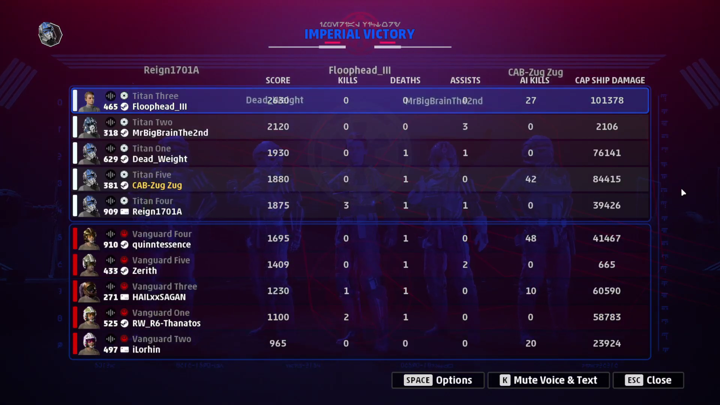 IMPERIAL VICTORY
Reign1701A
Floophead_III
CAB-Zug Zug
SCORE KILLS DEATHS ASSISTS AI KILLS CAP SHIP DAMAGE
Dead_Weight
MrBigBrainThe2nd
Titan Three
465 Floophead_III 2630 0 0 0 27 101378
Titan Two
318 MrBigBrainThe2nd 2120 0 0 3 0 2106
Titan One
629 Dead_Weight 1930 0 1 1 0 76141
Titan Five
381 CAB-Zug Zug 1880 0 1 0 42 84415
Titan Four
909 Reign1701A 1875 3 1 1 0 39426
Vanguard Four
910 quinntessence 1695 0 1 0 48 41467
Vanguard Five
433 Zerith 1409 0 1 2 0 665
Vanguard Three
271 HAILxxSAGAN 1230 1 1 0 10 60590
Vanguard One
525 RW_R6-Thanatos 1100 2 1 0 0 58783
Vanguard Two
497 iLorhin 965 0 1 0 20 23924
SPACE Options K Mute Voice & Text ESC Close